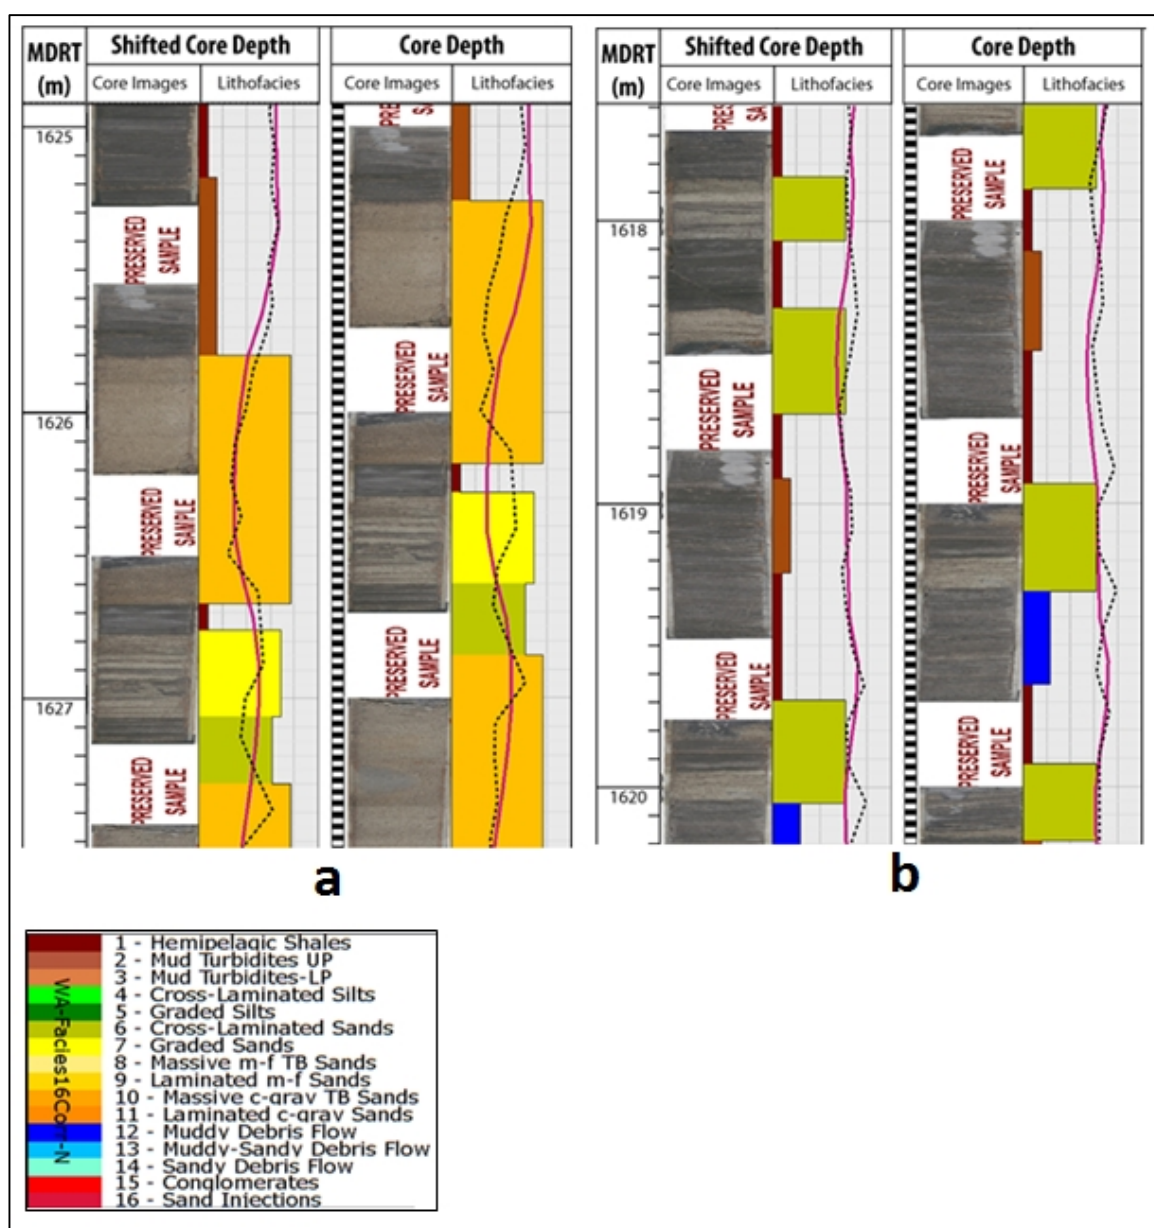 MDRT
(m)
Shifted Core Depth
Core Images
Lithofacies
Core Depth
Core Images
Lithofacies
1625
1626
1627
PRESERVED
SAMPLE
PRESERVED
SAMPLE
PRESERVED
SAMPLE
PRESERVED
SAMPLE
PRESERVED
SAMPLE
a
MDRT
(m)
Shifted Core Depth
Core Images
Lithofacies
Core Depth
Core Images
Lithofacies
1618
1619
1620
PRESERVED
SAMPLE
PRESERVED
SAMPLE
PRESERVED
SAMPLE
PRESERVED
SAMPLE
PRESERVED
SAMPLE
b
WA-Facies16Corr-N
1 - Hemipelagic Shales
2 - Mud Turbidites UP
3 - Mud Turbidites-LP
4 - Cross-Laminated Silts
5 - Graded Silts
6 - Cross-Laminated Sands
7 - Graded Sands
8 - Massive m-f TB Sands
9 - Laminated m-f Sands
10 - Massive c-grav TB Sands
11 - Laminated c-grav Sands
12 - Muddy Debris Flow
13 - Muddy-Sandy Debris Flow
14 - Sandy Debris Flow
15 - Conglomerates
16 - Sand Injections